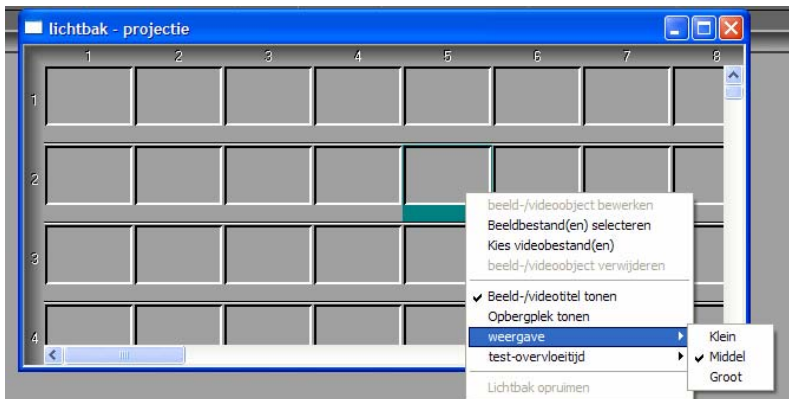 lichtbak - projectie
1 2 3 4 5 6 7 8
1
2
3
4
beeld-/videoobject bewerken
Beeldbestand(en) selecteren
Kies videobestand(en)
beeld-/videoobject verwijderen
Beeld-/videotitel tonen
Opbergplek tonen
weergave
test-overvloeitijd
Lichtbak opruimen
Klein
Middel
Groot